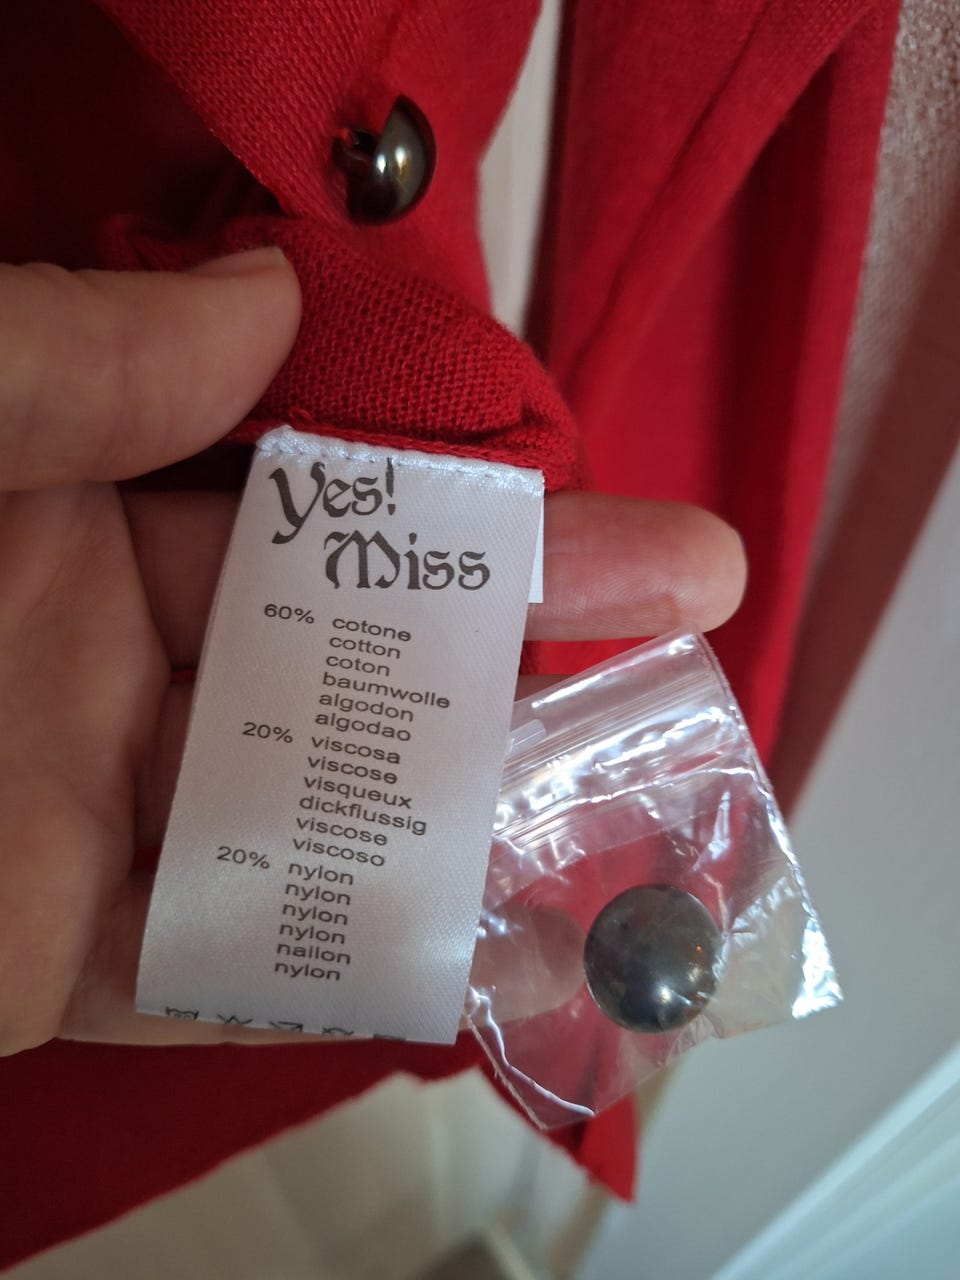 Yes!
Miss
60% cotone
cotton
coton
baumwolle
algodon
algodao
20% viscosa
viscose
visqueux
dickflussig
viscose
viscoso
20% nylon
nylon
nylon
nylon
nailon
nylon